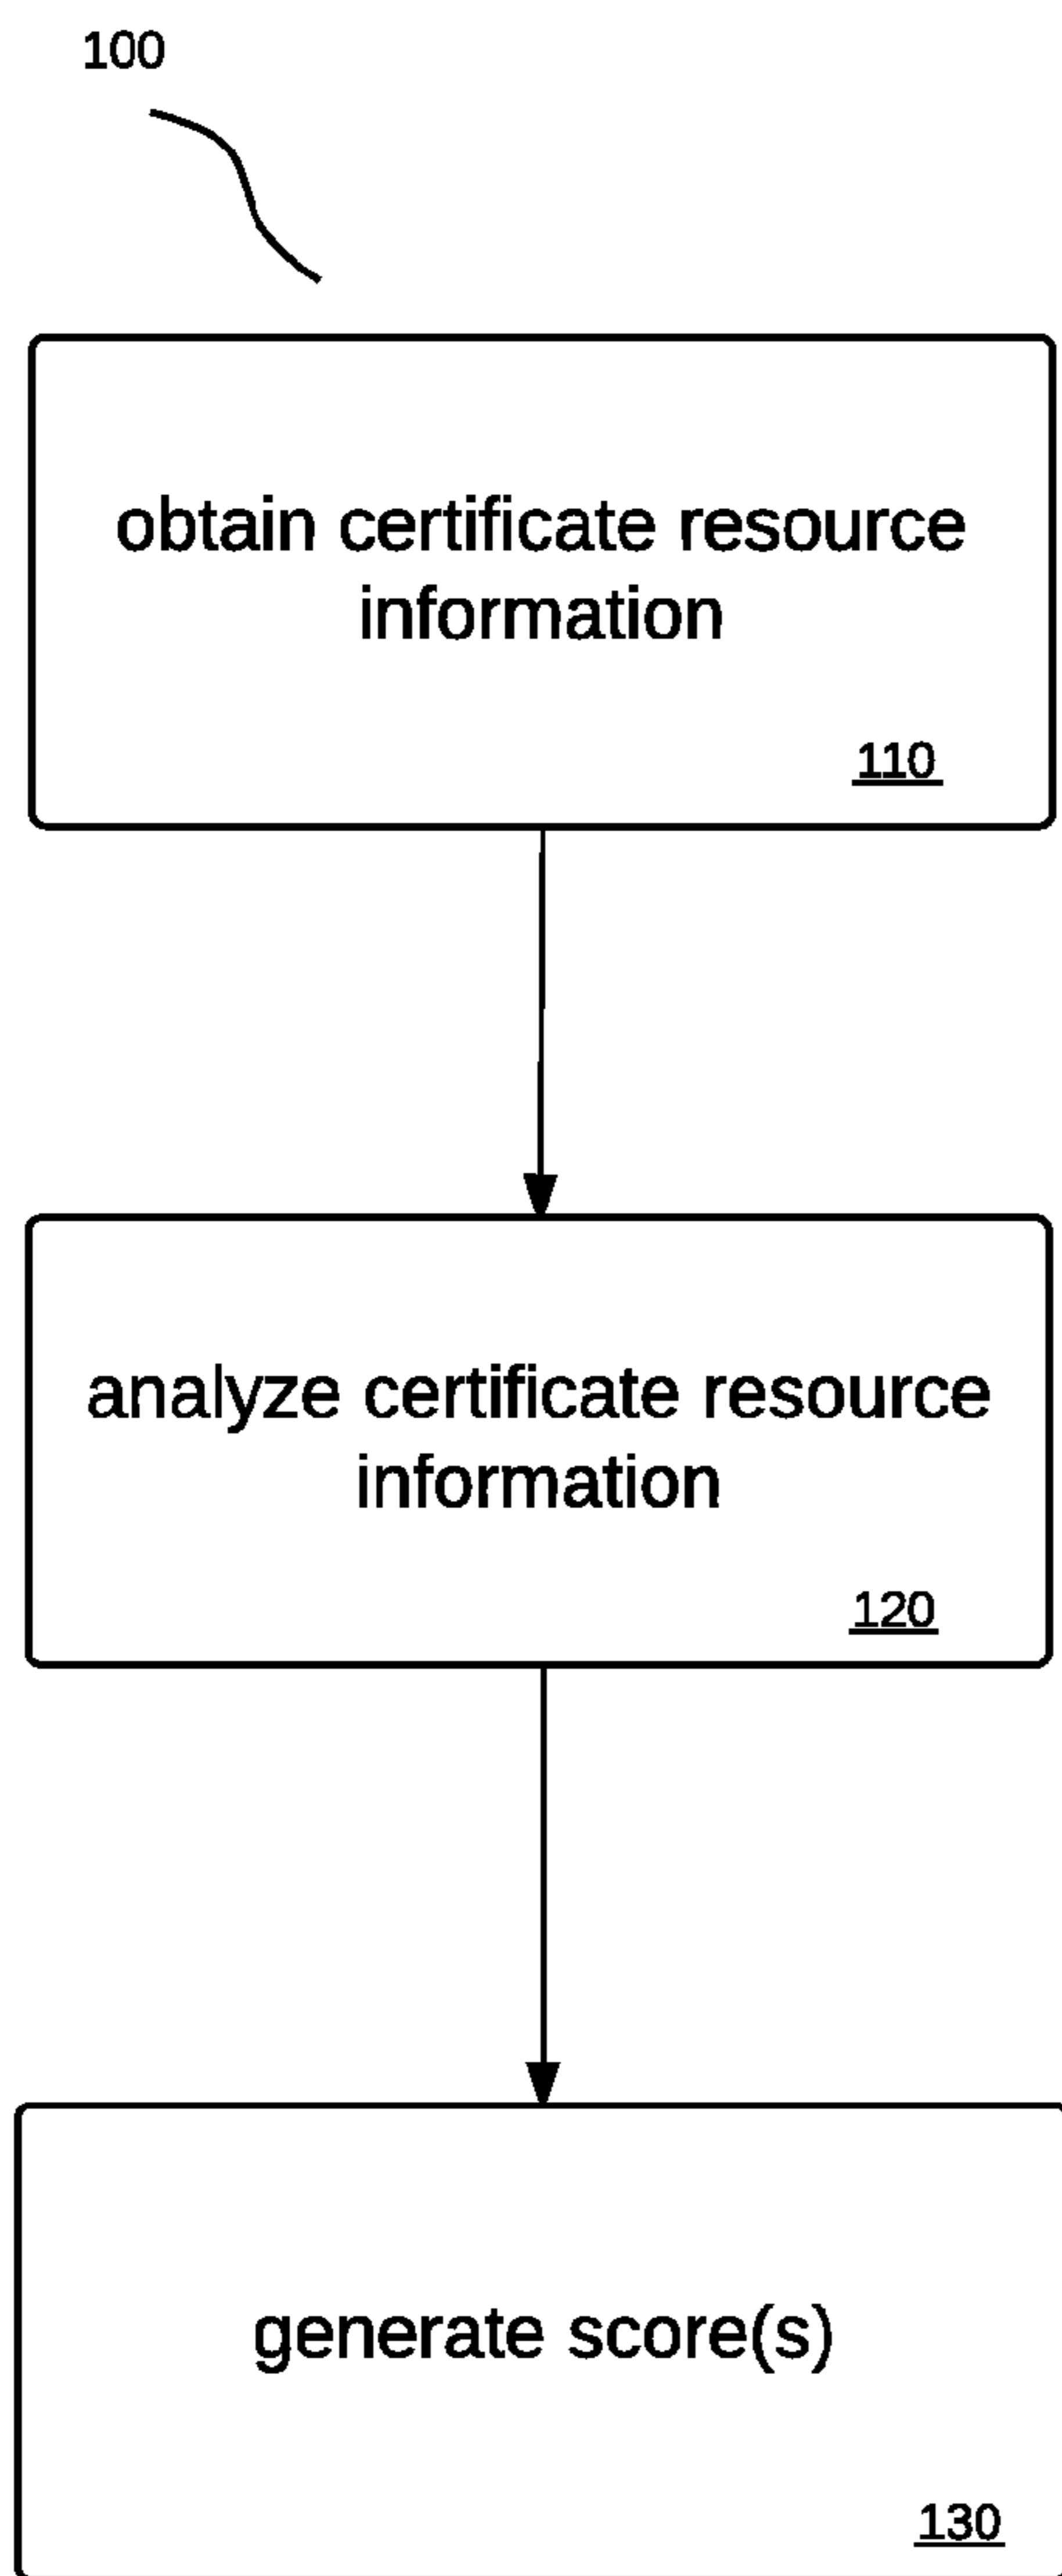 100
obtain certificate resource
information
110
analyze certificate resource
information
120
generate score(s)
130